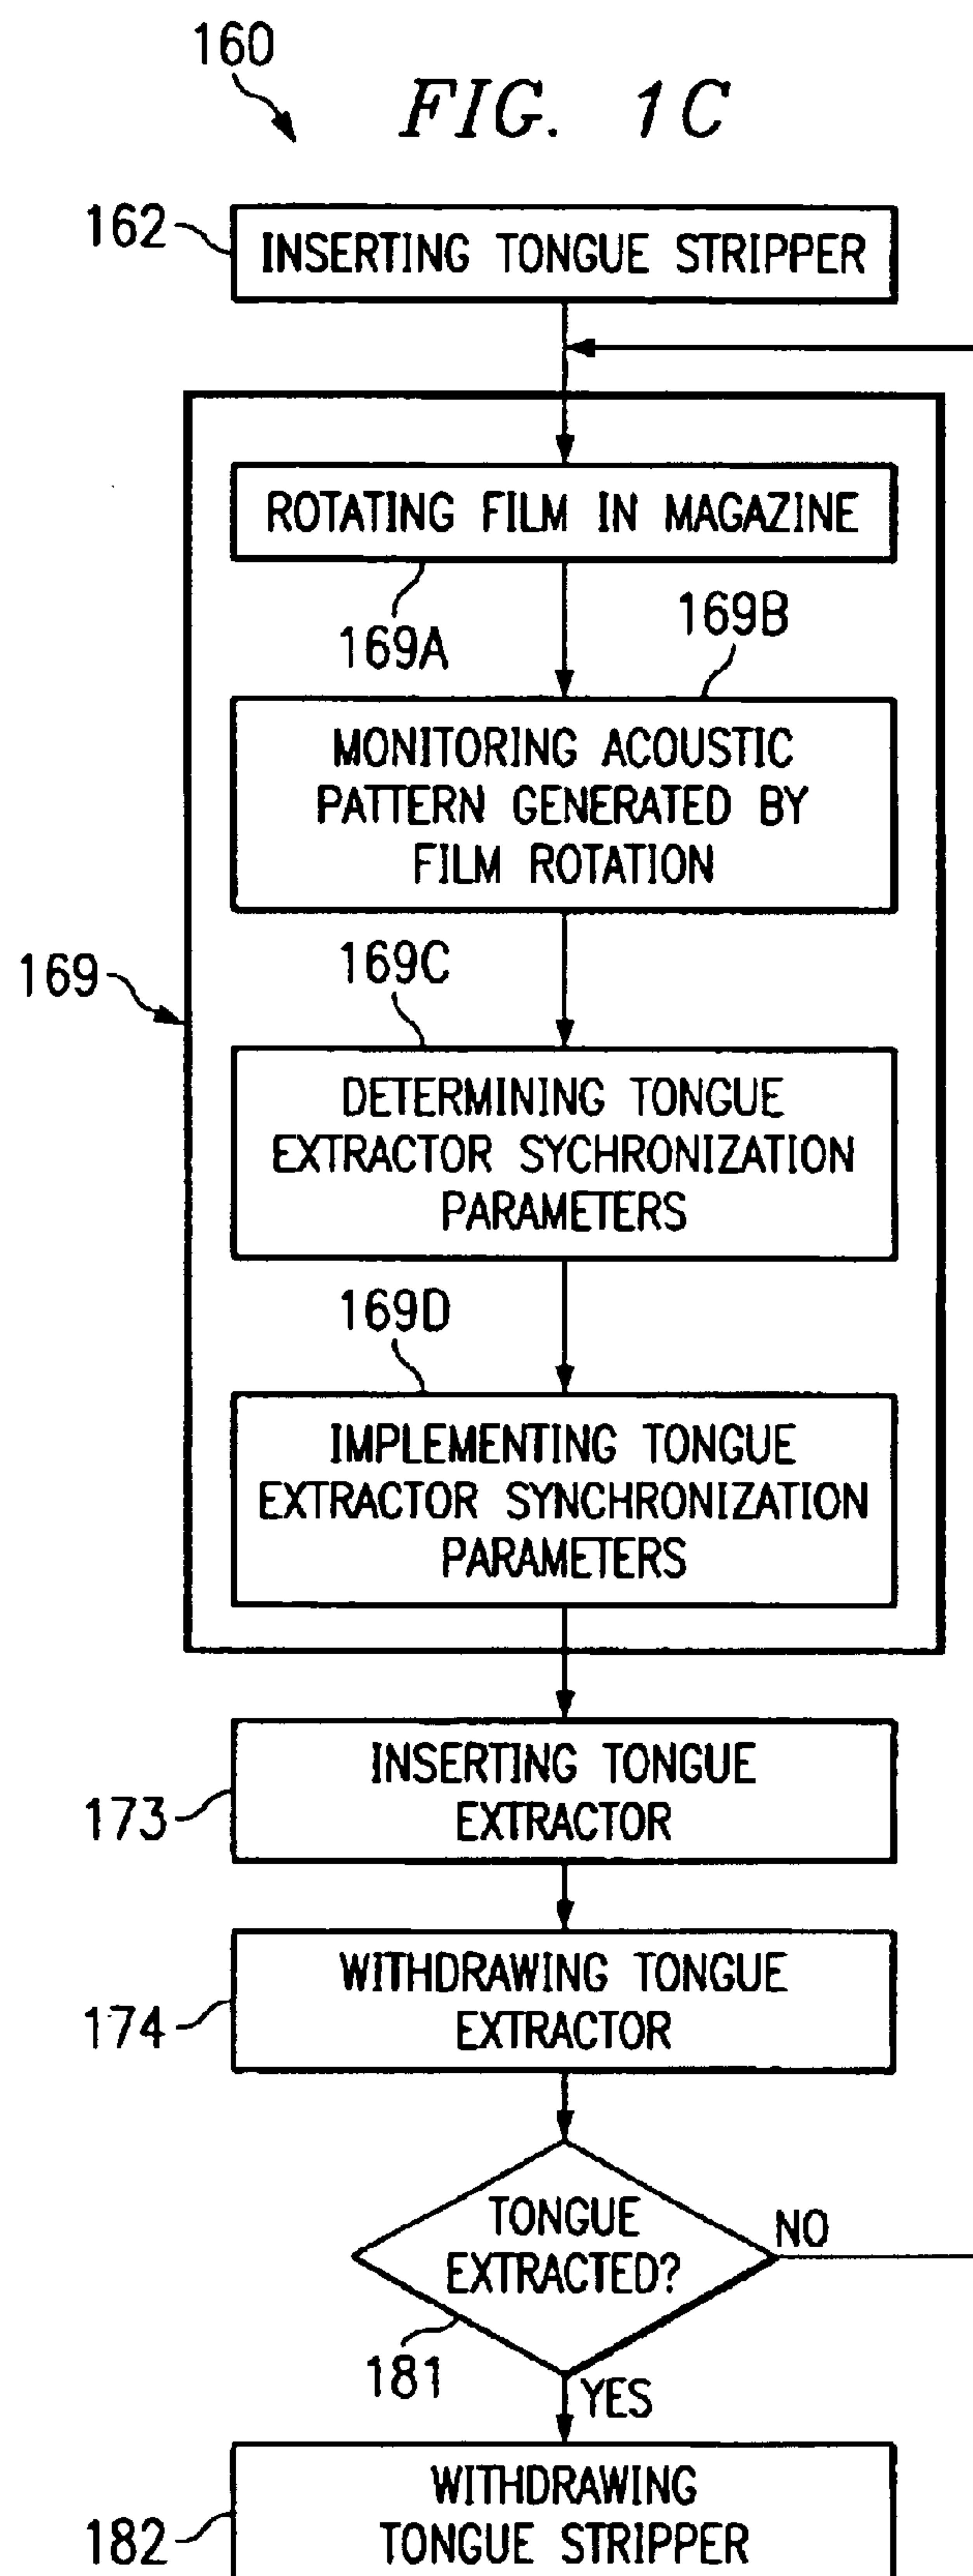 160
FIG. 1C
162
INSERTING TONGUE STRIPPER
ROTATING FILM IN MAGAZINE
169A
169B
MONITORING ACOUSTIC
PATTERN GENERATED BY
FILM ROTATION
169
169C
DETERMINING TONGUE
EXTRACTOR SYCHRONIZATION
PARAMETERS
169D
IMPLEMENTING TONGUE
EXTRACTOR SYNCHRONIZATION
PARAMETERS
173
INSERTING TONGUE
EXTRACTOR
174
WITHDRAWING TONGUE
EXTRACTOR
TONGUE
EXTRACTED?
NO
181
YES
182
WITHDRAWING
TONGUE STRIPPER